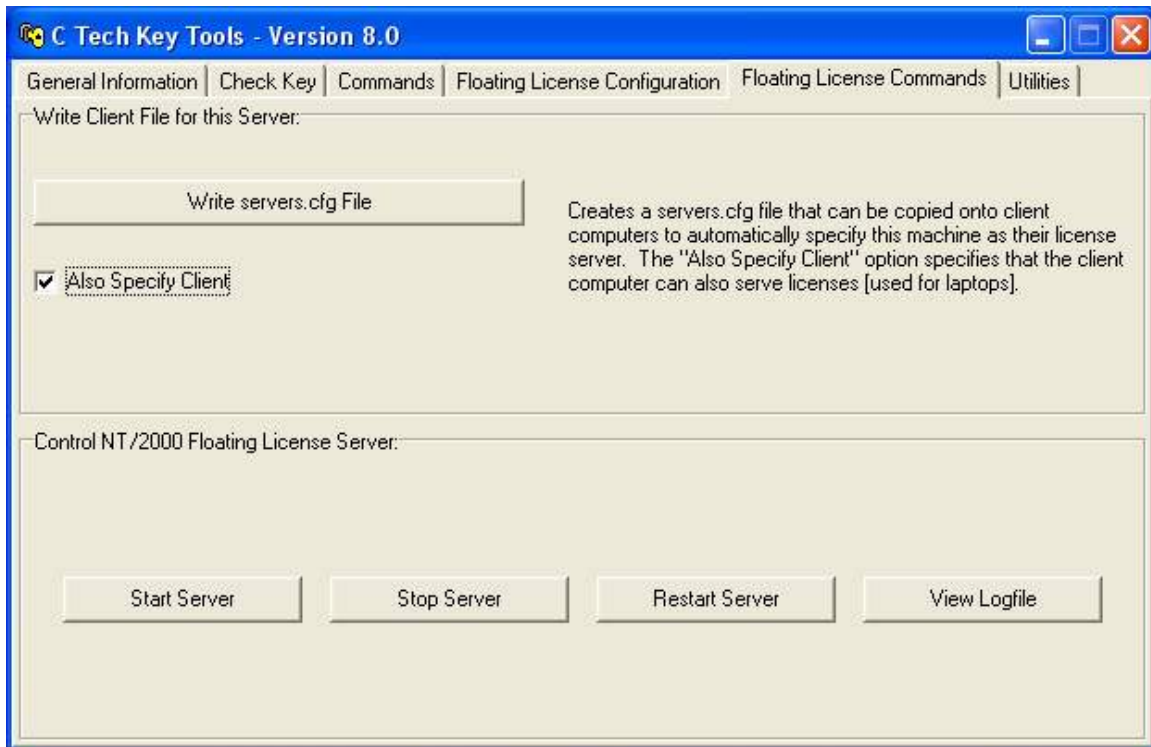 C Tech Key Tools - Version 8.0
General Information Check Key Commands Floating License Configuration Floating License Commands Utilities
Write Client File for this Server:
Write servers.cfg File
Creates a servers.cfg file that can be copied onto client
computers to automatically specify this machine as their license
server. The "Also Specify Client" option specifies that the client
computer can also serve licenses [used for laptops].
Also Specify Client
Control NT/2000 Floating License Server:
Start Server Stop Server Restart Server View Logfile